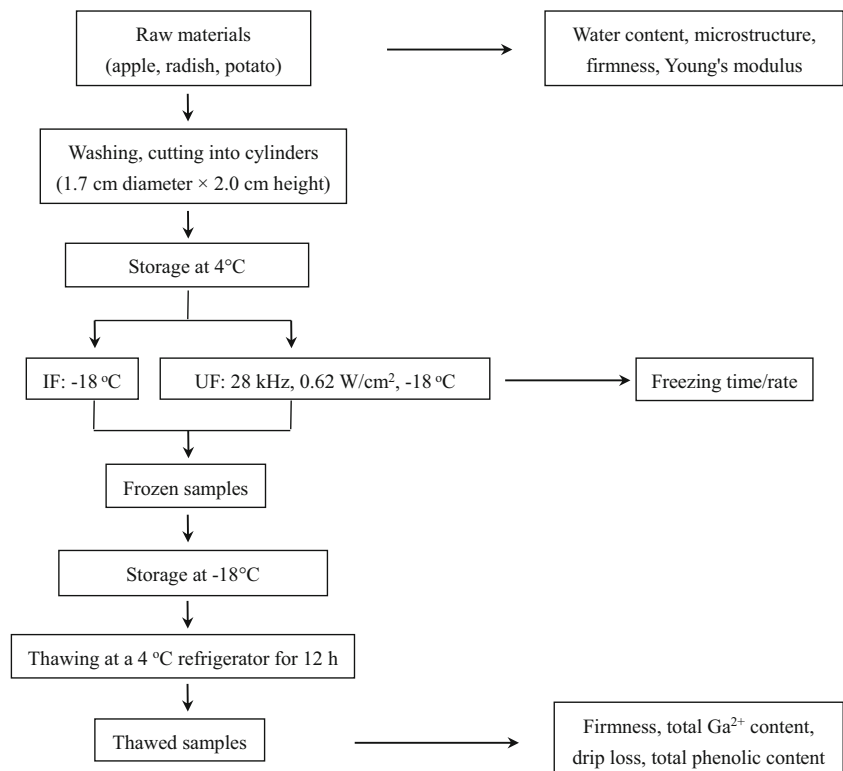 Raw materials
(apple, radish, potato)
Water content, microstructure,
firmness, Young's modulus
Washing, cutting into cylinders
(1.7 cm diameter × 2.0 cm height)
Storage at 4°C
IF: -18 °C
UF: 28 kHz, 0.62 W/cm², -18 °C
Freezing time/rate
Frozen samples
Storage at -18°C
Thawing at a 4 °C refrigerator for 12 h
Thawed samples
Firmness, total Ga²⁺ content,
drip loss, total phenolic content